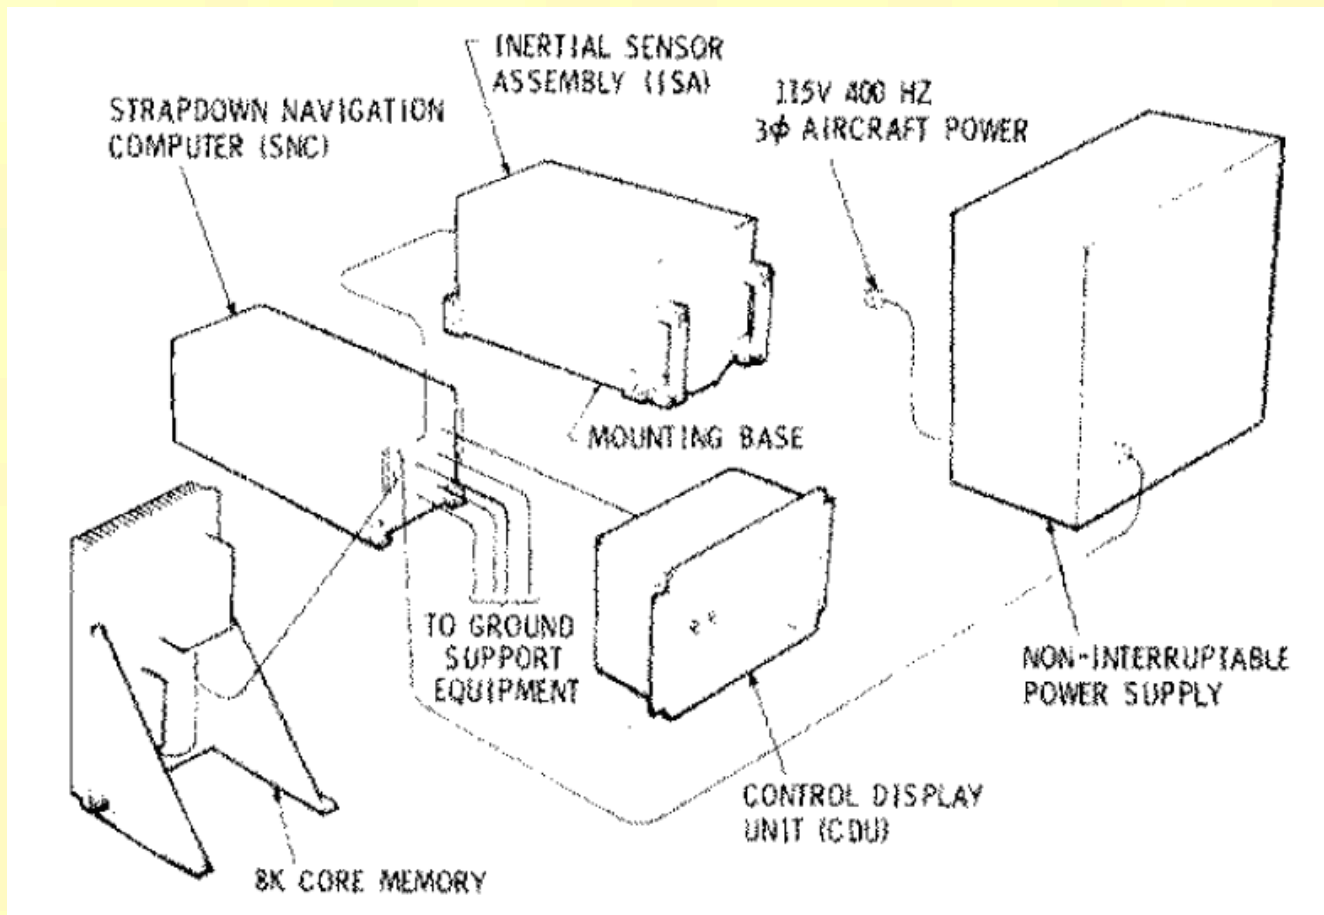 INERTIAL SENSOR
ASSEMBLY (ISA)
STRAPDOWN NAVIGATION
COMPUTER (SNC)
115V 400 HZ
3ϕ AIRCRAFT POWER
MOUNTING BASE
TO GROUND
SUPPORT
EQUIPMENT
NON-INTERRUPTABLE
POWER SUPPLY
CONTROL DISPLAY
UNIT (CDU)
8K CORE MEMORY